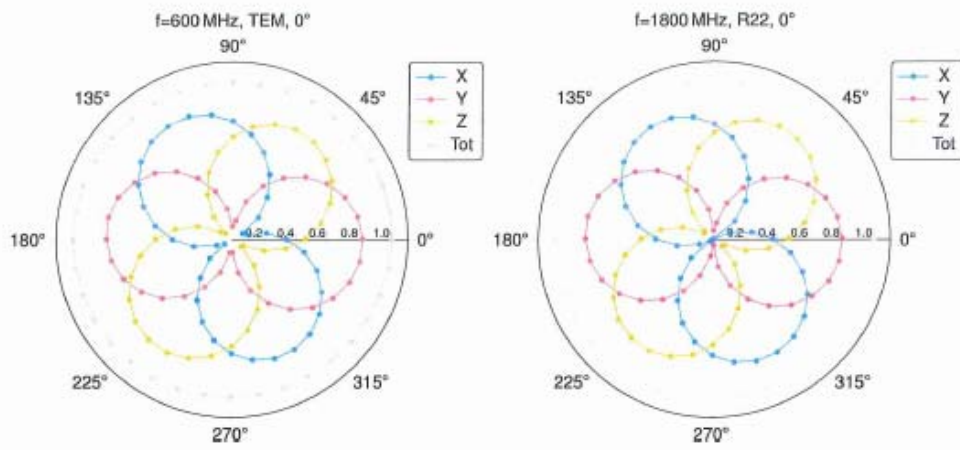 f=600 MHz, TEM, 0°
90°
135°
45°
180°
0.2 0.4 0.6 0.8 1.0
0°
225°
315°
270°
X
Y
Z
Tot
f=1800 MHz, R22, 0°
90°
135°
45°
180°
0.2 0.4 0.6 0.8 1.0
0°
225°
315°
270°
X
Y
Z
Tot